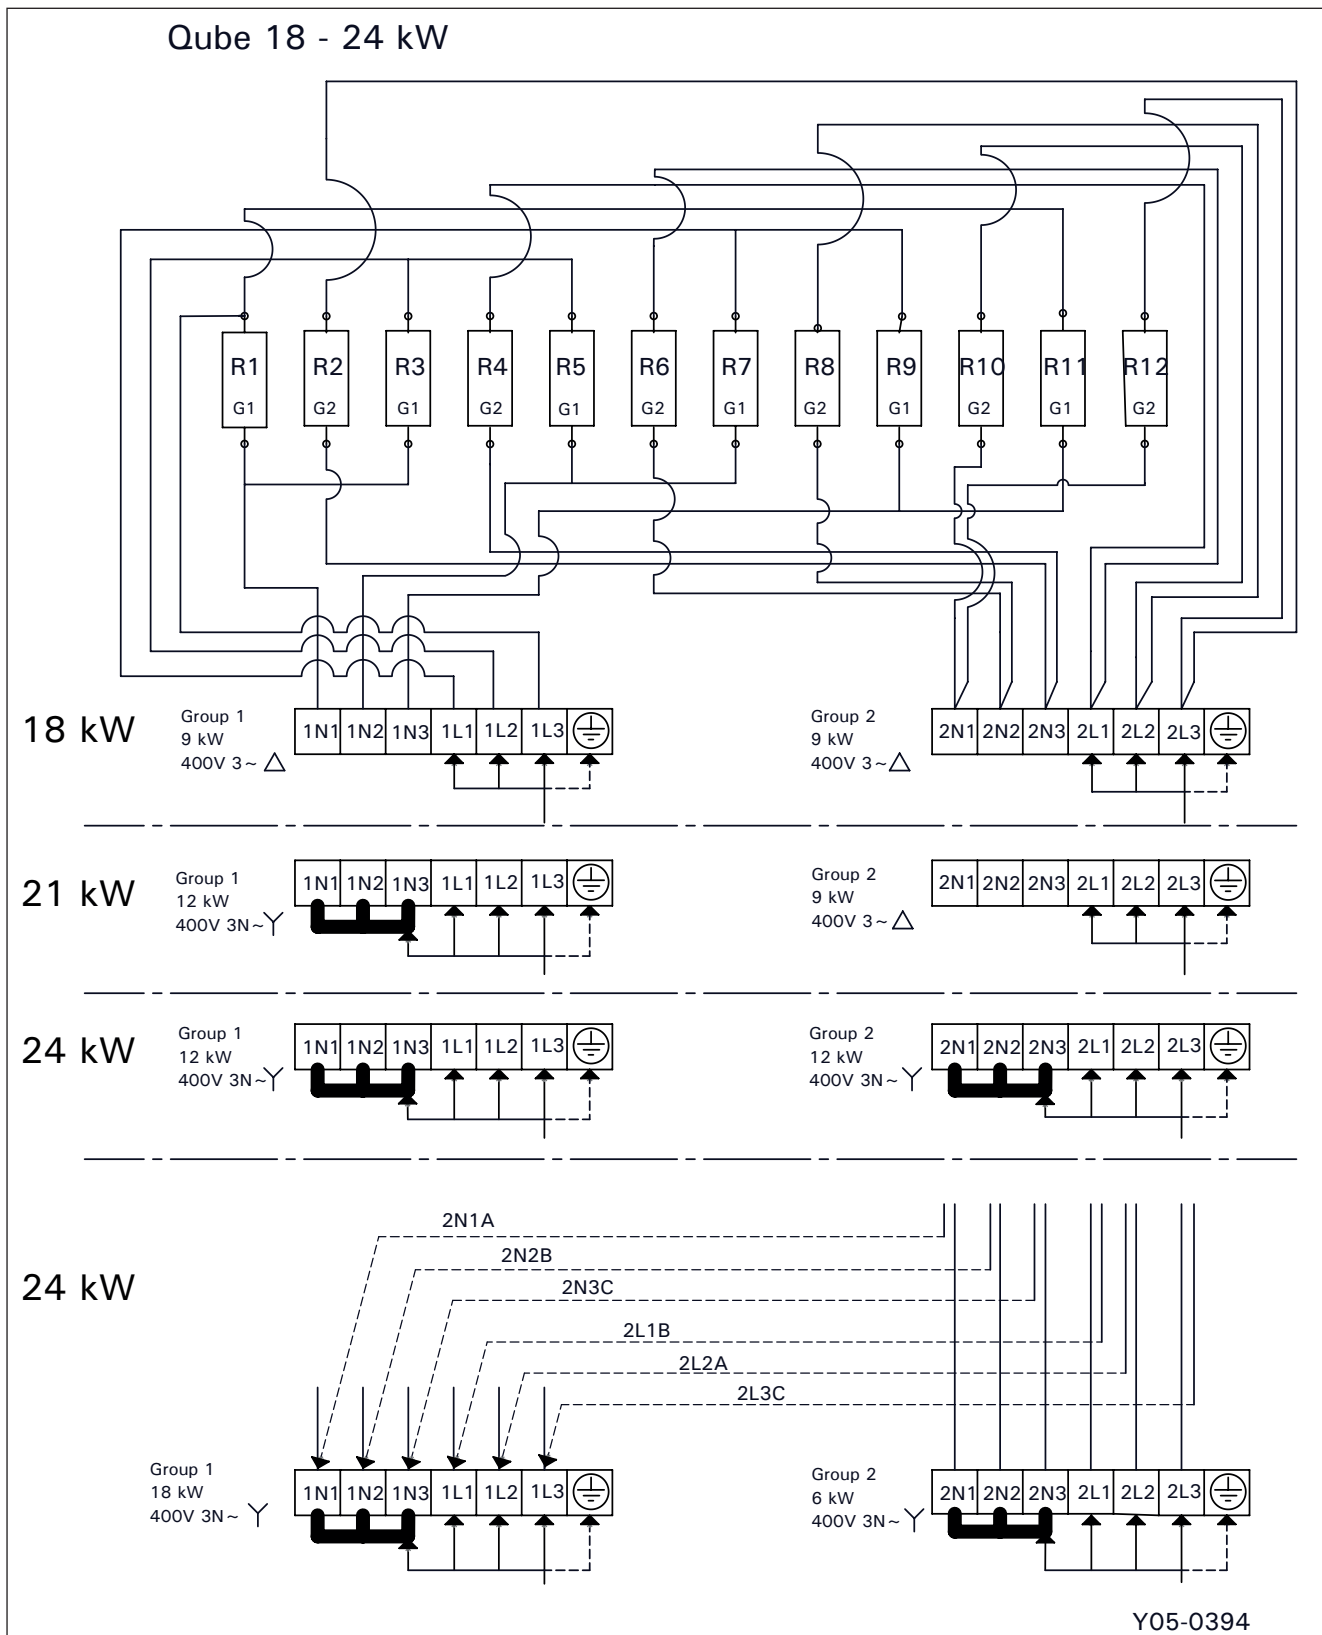 Qube 18 - 24 kW
R1 R2 R3 R4 R5 R6 R7 R8 R9 R10 R11 R12
G1 G2 G1 G2 G1 G2 G1 G2 G1 G2 G1 G2
18 kW
Group 1
9 kW
400V 3~
1N1 1N2 1N3 1L1 1L2 1L3
Group 2
9 kW
400V 3~
2N1 2N2 2N3 2L1 2L2 2L3
21 kW
Group 1
12 kW
400V 3N~
1N1 1N2 1N3 1L1 1L2 1L3
Group 2
9 kW
400V 3~
2N1 2N2 2N3 2L1 2L2 2L3
24 kW
Group 1
12 kW
400V 3N~
1N1 1N2 1N3 1L1 1L2 1L3
Group 2
12 kW
400V 3N~
2N1 2N2 2N3 2L1 2L2 2L3
24 kW
2N1A
2N2B
2N3C
2L1B
2L2A
2L3C
Group 1
18 kW
400V 3N~
1N1 1N2 1N3 1L1 1L2 1L3
Group 2
6 kW
400V 3N~
2N1 2N2 2N3 2L1 2L2 2L3
Y05-0394